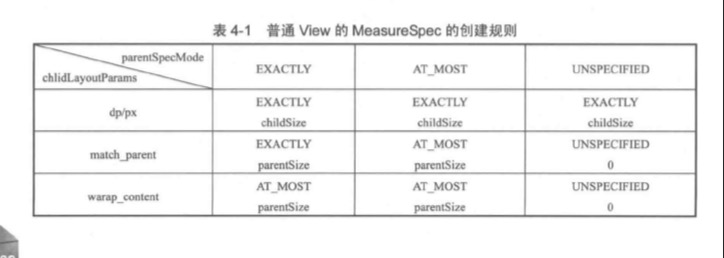 表 4-1 普通 View 的 MeasureSpec 的创建规则
parentSpecMode
chlidLayoutParams
EXACTLY AT_MOST UNSPECIFIED
dp/px
EXACTLY EXACTLY EXACTLY
childSize childSize childSize
match_parent
EXACTLY AT_MOST UNSPECIFIED
parentSize parentSize 0
warap_content
AT_MOST AT_MOST UNSPECIFIED
parentSize parentSize 0